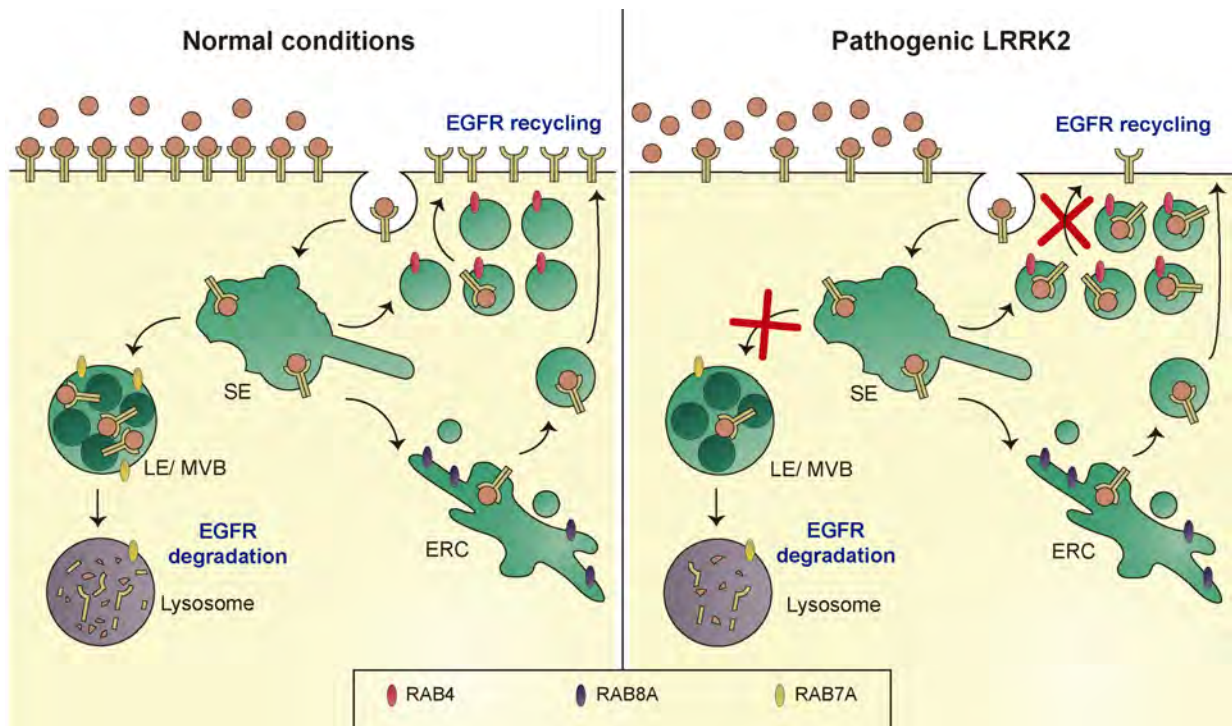 Normal conditions
EGFR recycling
SE
LE/ MVB
EGFR
degradation
ERC
Lysosome
Pathogenic LRRK2
EGFR recycling
SE
LE/ MVB
EGFR
degradation
ERC
Lysosome
RAB4
RAB8A
RAB7A